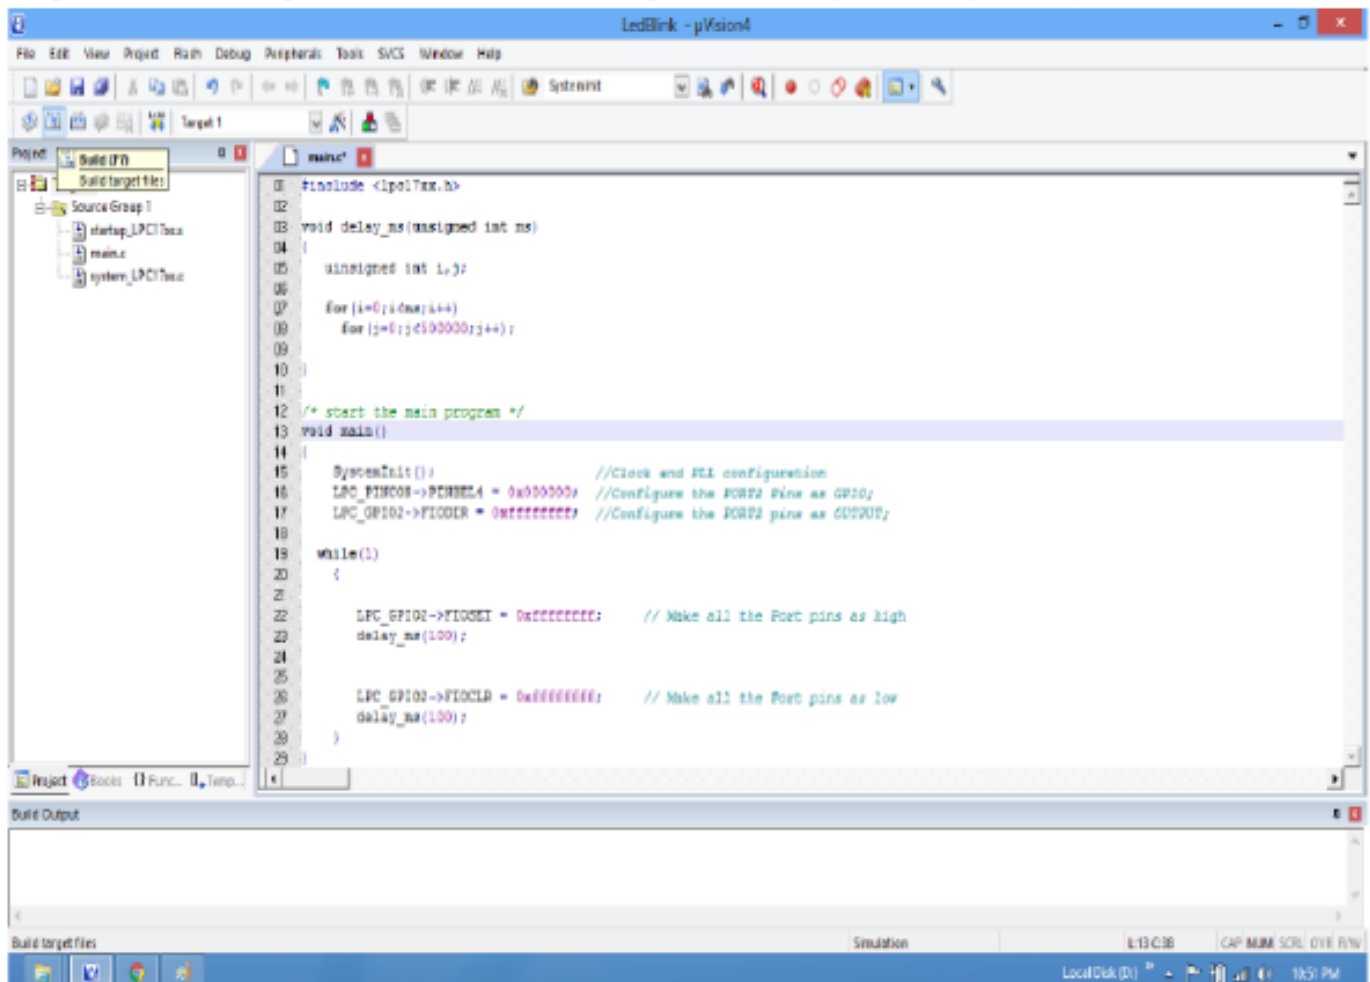 LedBlink - µVision4
File Edit View Project Flash Debug Peripherals Tools SVCS Window Help
SystemInit
Target 1
Project
Build (F7)
Build target files
Source Group 1
startup_LPC17xx.s
main.c
system_LPC17xx.c
main.c*
01 #include <lpc17xx.h>
02
03 void delay_ms(unsigned int ms)
04 {
05 uinsigned int i,j;
06
07 for(i=0;i<ms;i++)
08 for(j=0;j<500000;j++);
09
10 }
11
12 /* start the main program */
13 void main()
14 {
15 SystemInit(); //Clock and PLL configuration
16 LPC_PINCON->PINSEL4 = 0x000000; //Configure the PORT2 Pins as GPIO;
17 LPC_GPIO2->FIODIR = 0xffffffff; //Configure the PORT2 pins as OUTPUT;
18
19 while(1)
20 {
21
22 LPC_GPIO2->FIOSET = 0xffffffff; // Make all the Port pins as high
23 delay_ms(100);
24
25
26 LPC_GPIO2->FIOCLR = 0xffffffff; // Make all the Port pins as low
27 delay_ms(100);
28 }
29 }
Project Books {} Func... Temp...
Build Output
Build target files Simulation L:13 C:38 CAP NUM SCRL OVR R/W
Local Disk (D:) 10:51 PM